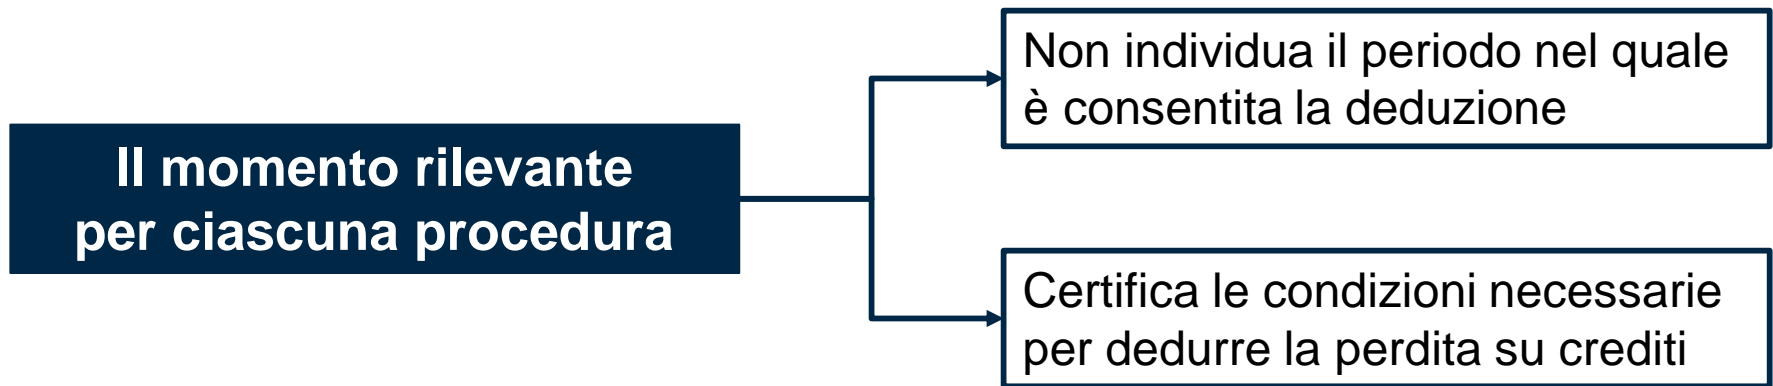 Il momento rilevante
per ciascuna procedura
Non individua il periodo nel quale
è consentita la deduzione
Certifica le condizioni necessarie
per dedurre la perdita su crediti